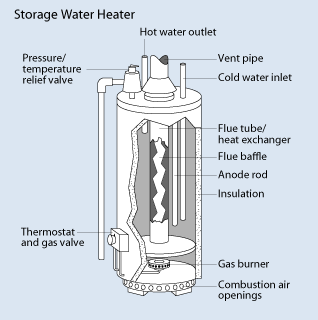 Storage Water Heater
Hot water outlet
Pressure/
temperature
relief valve
Vent pipe
Cold water inlet
Flue tube/
heat exchanger
Flue baffle
Anode rod
Insulation
Thermostat
and gas valve
Gas burner
Combustion air
openings